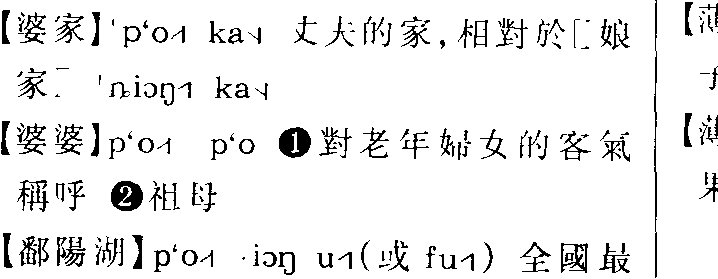 【婆家】ˈpʻo˧ ka˧ 丈夫的家，相對於[娘
家] ˈȵiɔŋ˧ ka˧
【婆婆】pʻo˧ pʻo ❶對老年婦女的客氣
稱呼 ❷祖母
【鄱陽湖】pʻo˧ ·iɔŋ u˧(或 fu˧) 全國最
【薄
【薄